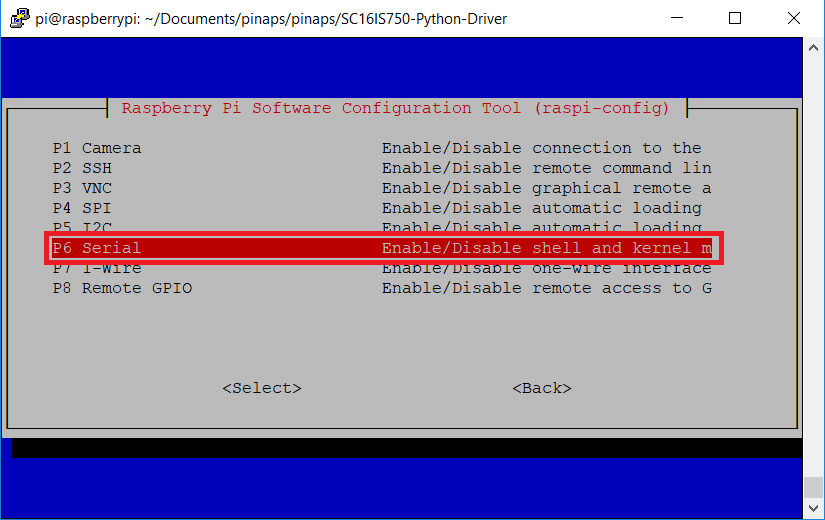 pi@raspberrypi: ~/Documents/pinaps/pinaps/SC16IS750-Python-Driver
Raspberry Pi Software Configuration Tool (raspi-config)
P1 Camera Enable/Disable connection to the
P2 SSH Enable/Disable remote command lin
P3 VNC Enable/Disable graphical remote a
P4 SPI Enable/Disable automatic loading
P5 I2C Enable/Disable automatic loading
P6 Serial Enable/Disable shell and kernel m
P7 1-Wire Enable/Disable one-wire interface
P8 Remote GPIO Enable/Disable remote access to G
<Select> <Back>